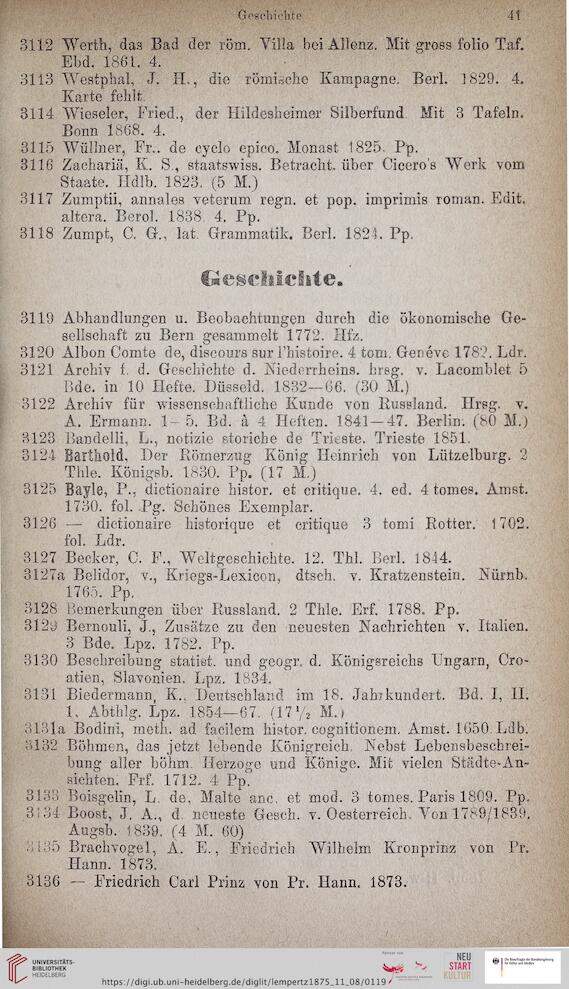 Geschichte 41
3112 Werth, das Bad der röm. Villa bei Allenz. Mit gross folio Taf.
Ebd. 1861. 4.
3113 Westphal, J. H., die römische Kampagne. Berl. 1829. 4.
Karte fehlt.
3114 Wieseler, Fried., der Hildesheimer Silberfund Mit 3 Tafeln.
Bonn 1868. 4.
3115 Wüllner, Fr.. de cyclo epico. Monast 1825. Pp.
3116 Zachariä, K. S., staatswiss. Betracht. über Cicero's Werk vom
Staate. Hdlb. 1823. (5 M.)
3117 Zumptii, annales veterum regn. et pop. imprimis roman. Edit.
altera. Berol. 1838. 4. Pp.
3118 Zumpt, C. G., lat. Grammatik. Berl. 1824. Pp.
Geschichte.
3119 Abhandlungen u. Beobachtungen durch die ökonomische Ge-
sellschaft zu Bern gesammelt 1772. Hfz.
3120 Albon Comte de, discours sur l'histoire. 4 tom. Genéve 1782. Ldr.
3121 Archiv f. d. Geschichte d. Niederrheins. hrsg. v. Lacomblet 5
Bde. in 10 Hefte. Düsseld. 1832—66. (30 M.)
3122 Archiv für wissenschaftliche Kunde von Russland. Hrsg. v.
A. Ermann. 1—5. Bd. à 4 Heften. 1841—47. Berlin. (80 M.)
3123 Bandelli, L., notizie storiche de Trieste. Trieste 1851.
3124 Barthold, Der Römerzug König Heinrich von Lützelburg. 2
Thle. Königsb. 1830. Pp. (17 M.)
3125 Bayle, P., dictionaire histor. et critique. 4. ed. 4 tomes. Amst.
1730. fol. Pg. Schönes Exemplar.
3126 — dictionaire historique et critique 3 tomi Rotter. 1702.
fol. Ldr.
3127 Becker, C. F., Weltgeschichte. 12. Thl. Berl. 1844.
3127a Belidor, v., Kriegs-Lexicon, dtsch. v. Kratzenstein. Nürnb.
1765. Pp.
3128 Bemerkungen über Russland. 2 Thle. Erf. 1788. Pp.
3129 Bernouli, J., Zusätze zu den neuesten Nachrichten v. Italien.
3 Bde. Lpz. 1782. Pp.
3130 Beschreibung statist. und geogr. d. Königsreichs Ungarn, Cro-
atien, Slavonien. Lpz. 1834.
3131 Biedermann, K., Deutschland im 18. Jahrkundert. Bd. I, II.
1. Abthlg. Lpz. 1854—67. (17½ M.)
3131a Bodini, meth. ad facilem histor. cognitionem. Amst. 1650 Ldb.
3132 Böhmen, das jetzt lebende Königreich. Nebst Lebensbeschrei-
bung aller böhm. Herzoge und Könige. Mit vielen Städte-An-
sichten. Frf. 1712. 4 Pp.
3133 Boisgelin, L. de, Malte anc. et mod. 3 tomes. Paris 1809. Pp.
3134 Boost, J. A., d. neueste Gesch. v. Oesterreich. Von 1789/1839.
Augsb. 1839. (4 M. 60)
3135 Brachvogel, A. E., Friedrich Wilhelm Kronprinz von Pr.
Hann. 1873.
3136 — Friedrich Carl Prinz von Pr. Hann. 1873.
UNIVERSITÄTS-
BIBLIOTHEK
HEIDELBERG
https://digi.ub.uni-heidelberg.de/diglit/lempertz1875_11_08/0119
NEU
START
KULTUR